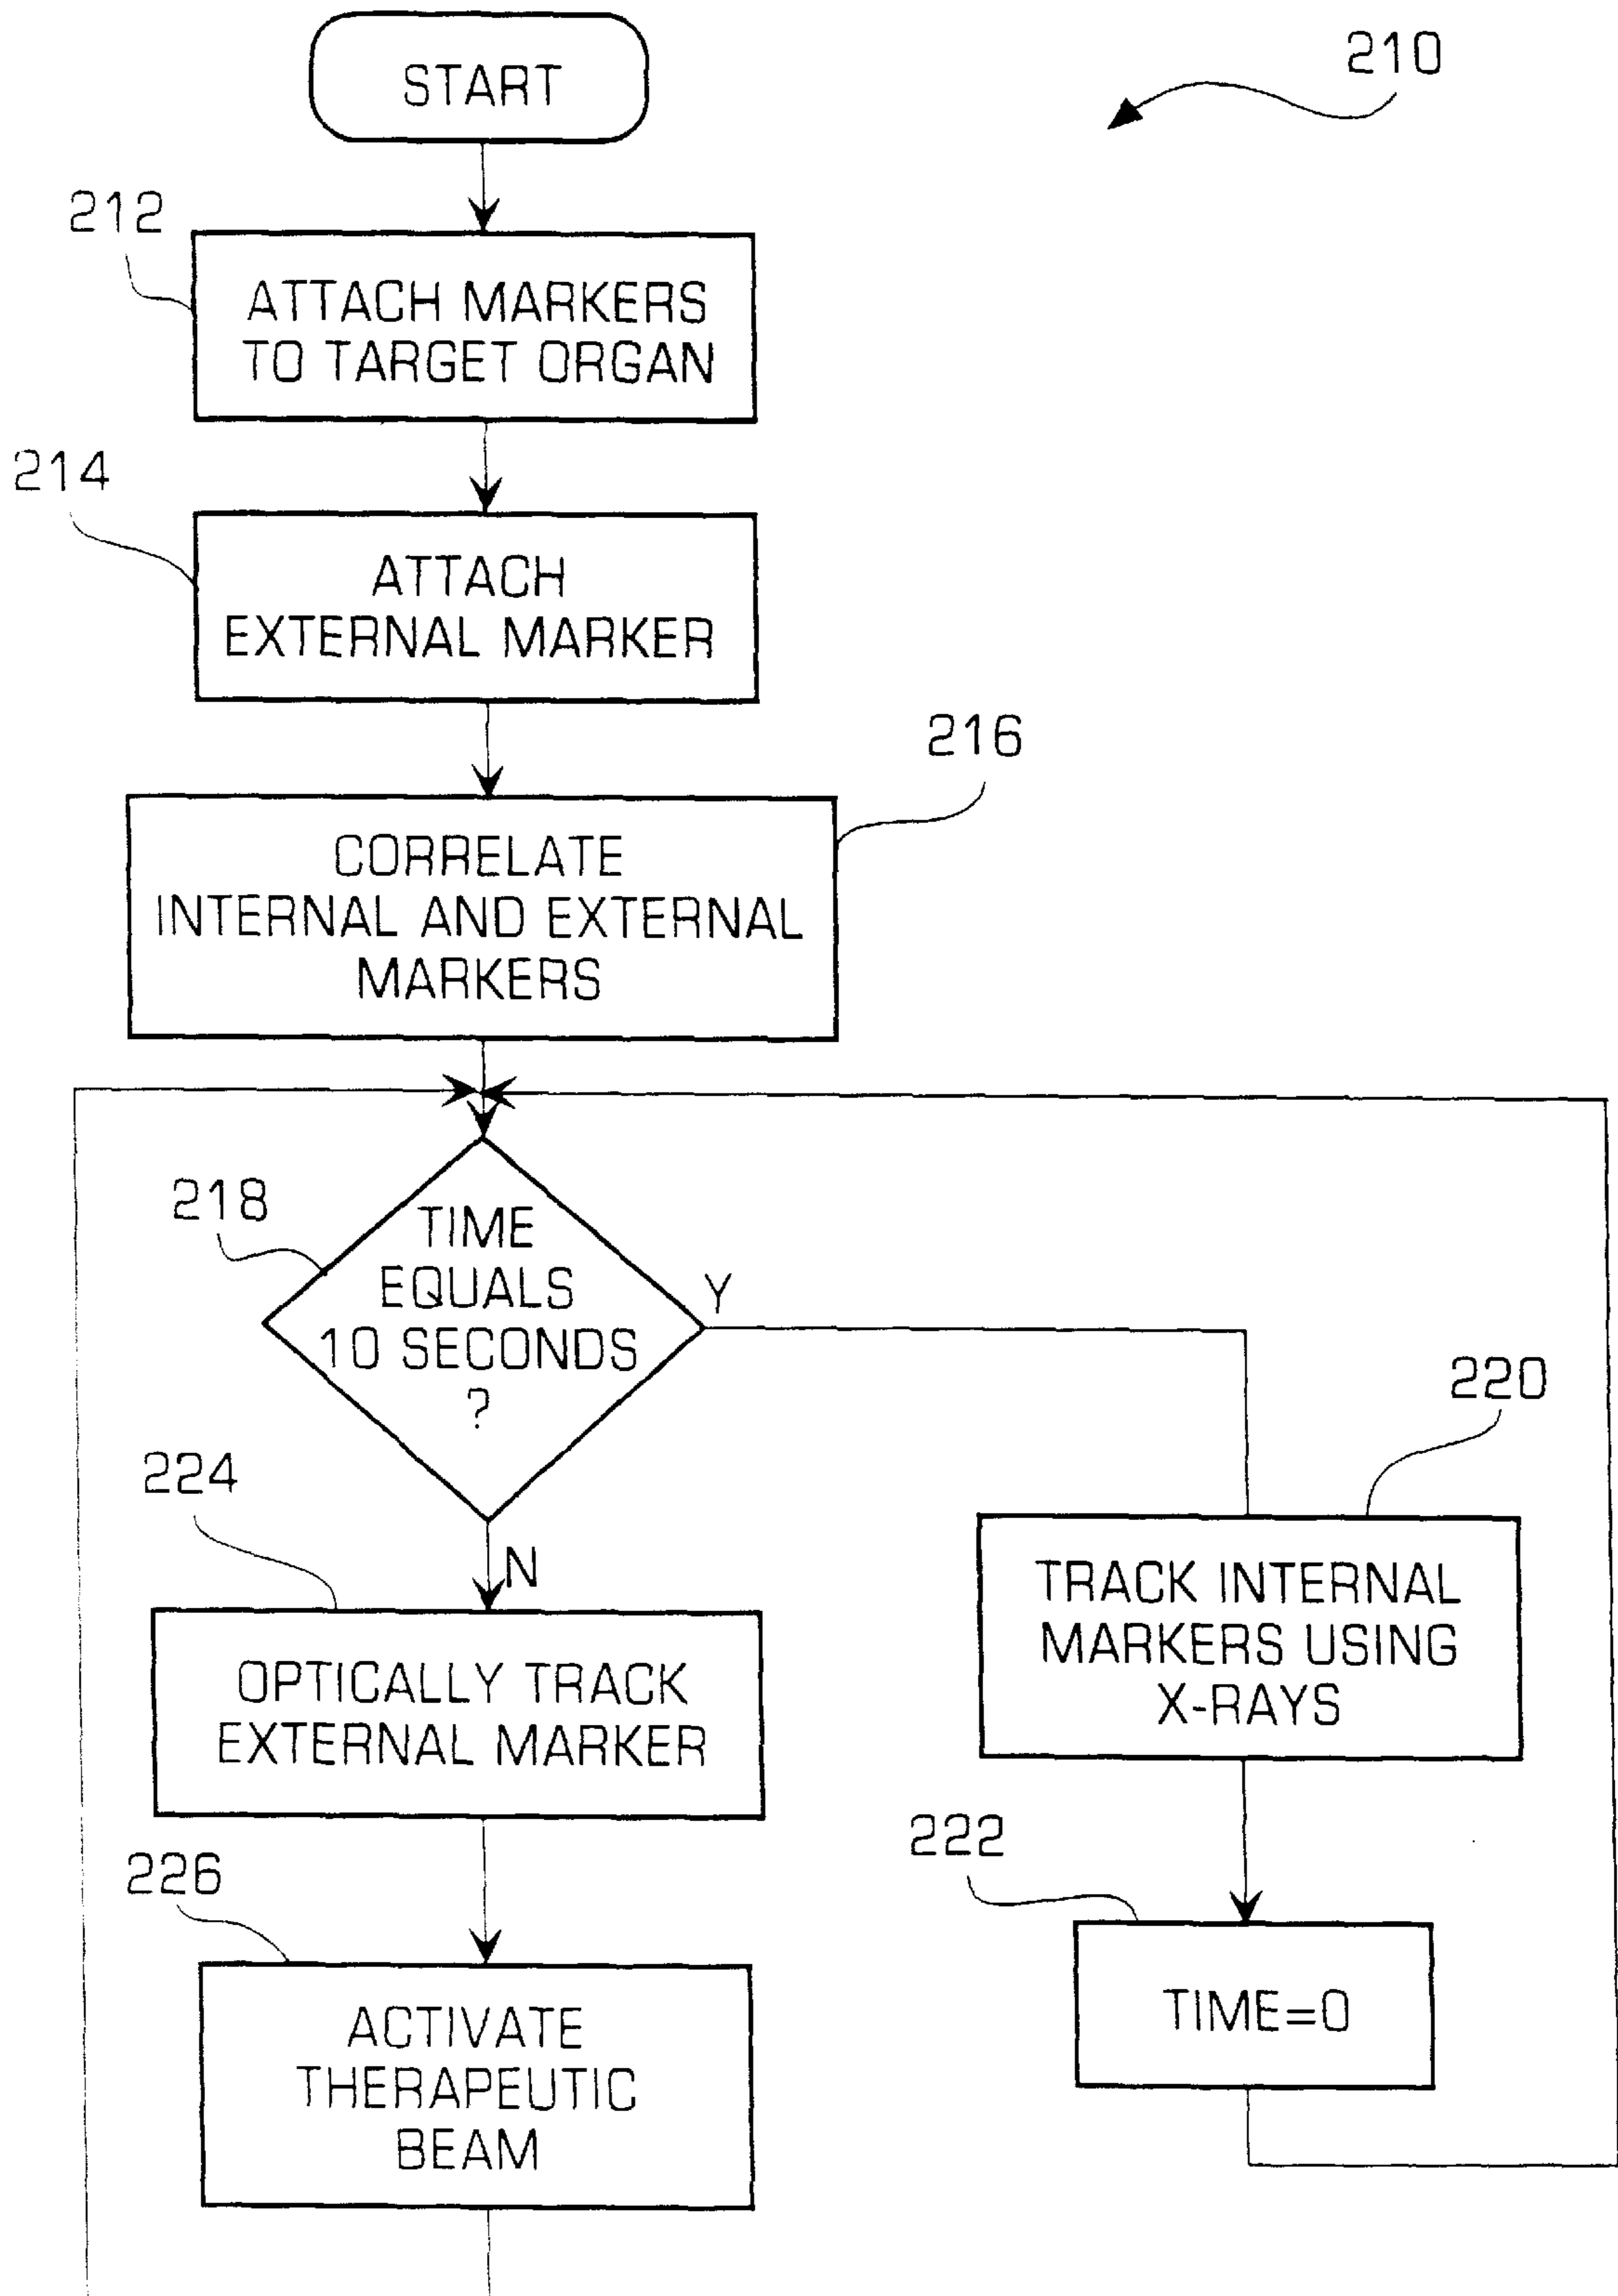 START
210
212
ATTACH MARKERS
TO TARGET ORGAN
214
ATTACH
EXTERNAL MARKER
216
CORRELATE
INTERNAL AND EXTERNAL
MARKERS
218
TIME
EQUALS
10 SECONDS
?
Y
N
220
TRACK INTERNAL
MARKERS USING
X-RAYS
222
TIME=0
224
OPTICALLY TRACK
EXTERNAL MARKER
226
ACTIVATE
THERAPEUTIC
BEAM